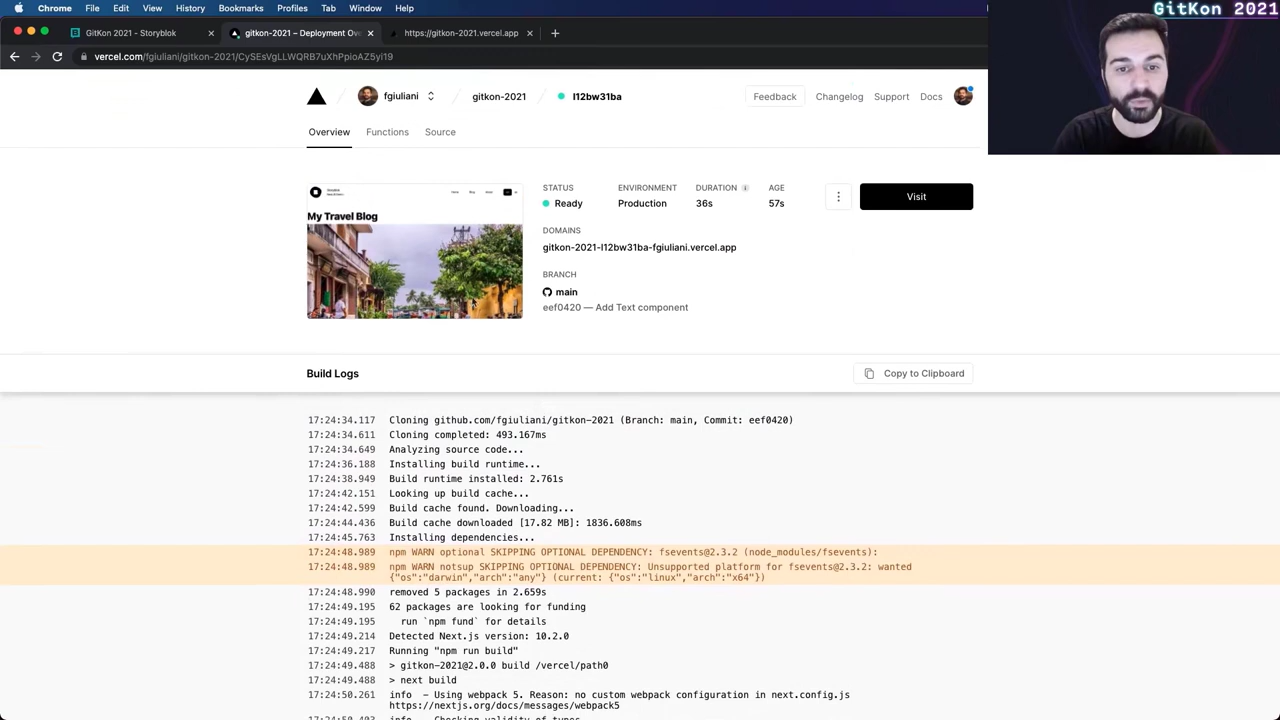 Chrome File Edit View History Bookmarks Profiles Tab Window Help
GitKon 2021
GitKon 2021 - Storyblok
gitkon-2021 – Deployment Ove
https://gitkon-2021.vercel.app
vercel.com/fgiuliani/gitkon-2021/CySEsVgLLWQRB7uXhPpioAZ5yi19
fgiuliani
gitkon-2021
l12bw31ba
Feedback
Changelog
Support
Docs
Overview
Functions
Source
My Travel Blog
STATUS
ENVIRONMENT
DURATION
AGE
Ready
Production
36s
57s
Visit
DOMAINS
gitkon-2021-l12bw31ba-fgiuliani.vercel.app
BRANCH
main
eef0420 — Add Text component
Build Logs
Copy to Clipboard
17:24:34.117 Cloning github.com/fgiuliani/gitkon-2021 (Branch: main, Commit: eef0420)
17:24:34.611 Cloning completed: 493.167ms
17:24:34.649 Analyzing source code...
17:24:36.188 Installing build runtime...
17:24:38.949 Build runtime installed: 2.761s
17:24:42.151 Looking up build cache...
17:24:42.599 Build cache found. Downloading...
17:24:44.436 Build cache downloaded [17.82 MB]: 1836.608ms
17:24:45.763 Installing dependencies...
17:24:48.989 npm WARN optional SKIPPING OPTIONAL DEPENDENCY: fsevents@2.3.2 (node_modules/fsevents):
17:24:48.989 npm WARN notsup SKIPPING OPTIONAL DEPENDENCY: Unsupported platform for fsevents@2.3.2: wanted
{"os":"darwin","arch":"any"} (current: {"os":"linux","arch":"x64"})
17:24:48.990 removed 5 packages in 2.659s
17:24:49.195 62 packages are looking for funding
17:24:49.195 run `npm fund` for details
17:24:49.214 Detected Next.js version: 10.2.0
17:24:49.217 Running "npm run build"
17:24:49.488 > gitkon-2021@2.0.0 build /vercel/path0
17:24:49.488 > next build
17:24:50.261 info - Using webpack 5. Reason: no custom webpack configuration in next.config.js
https://nextjs.org/docs/messages/webpack5
17:24:50.403 info - Checking validity of types